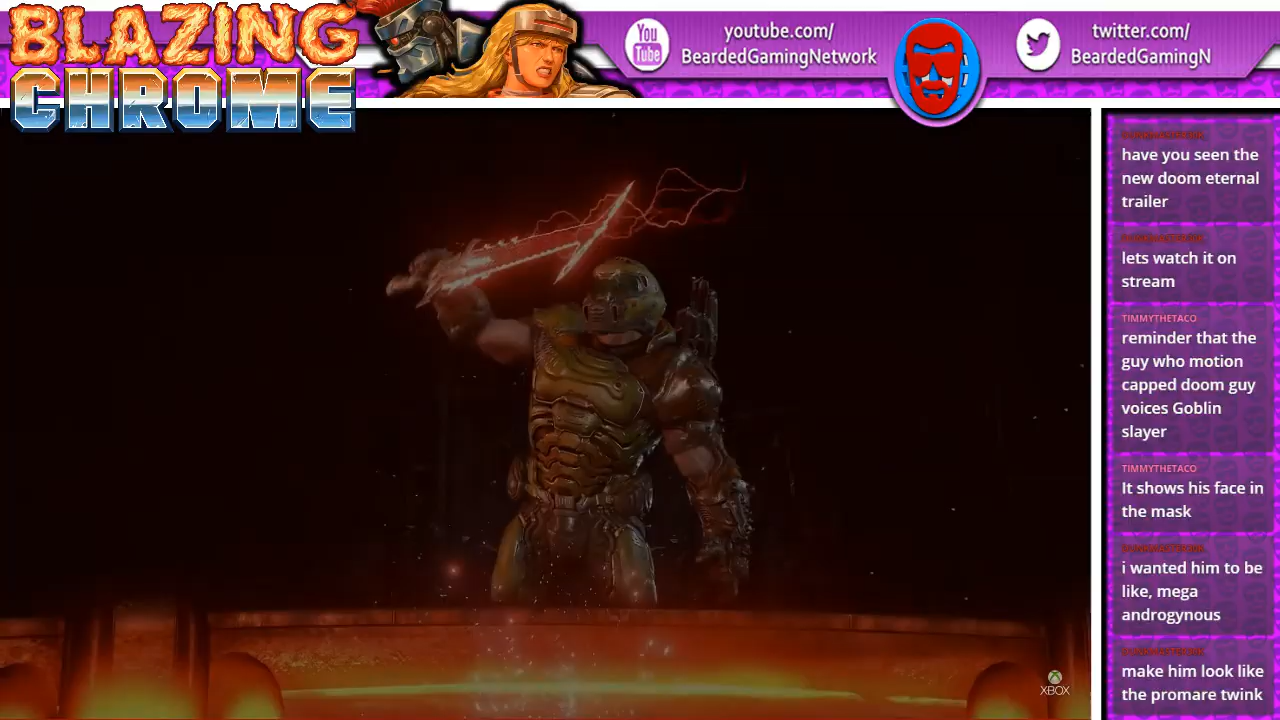 BLAZING
CHROME
You
Tube
youtube.com/
BeardedGamingNetwork
twitter.com/
BeardedGamingN
have you seen the
new doom eternal
trailer
lets watch it on
stream
TIMMYTHETACO
reminder that the
guy who motion
capped doom guy
voices Goblin
slayer
TIMMYTHETACO
It shows his face in
the mask
i wanted him to be
like, mega
androgynous
make him look like
the promare twink
XBOX